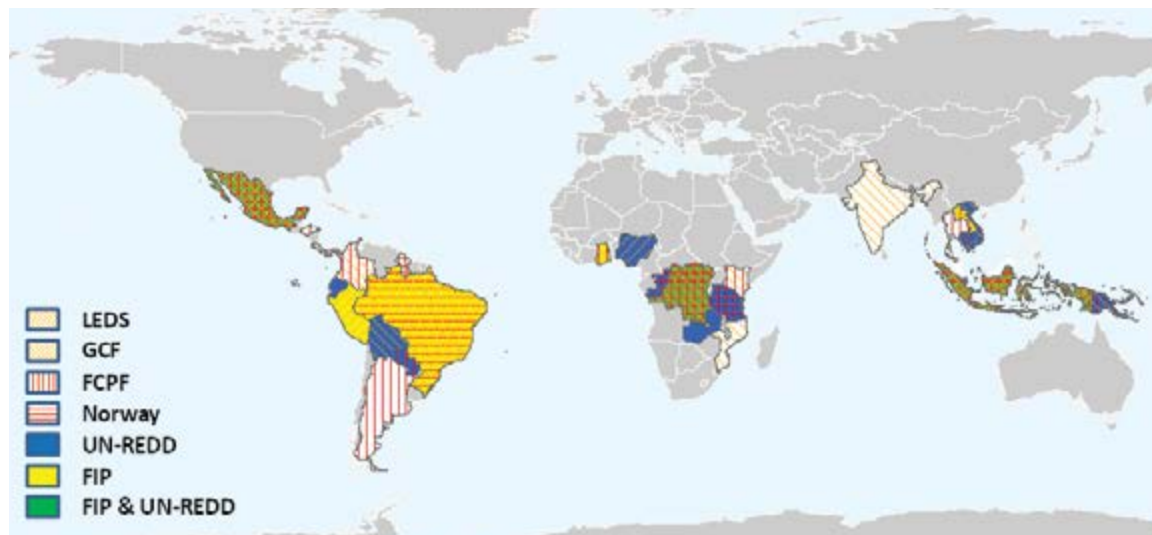 LEDS
GCF
FCPF
Norway
UN-REDD
FIP
FIP & UN-REDD